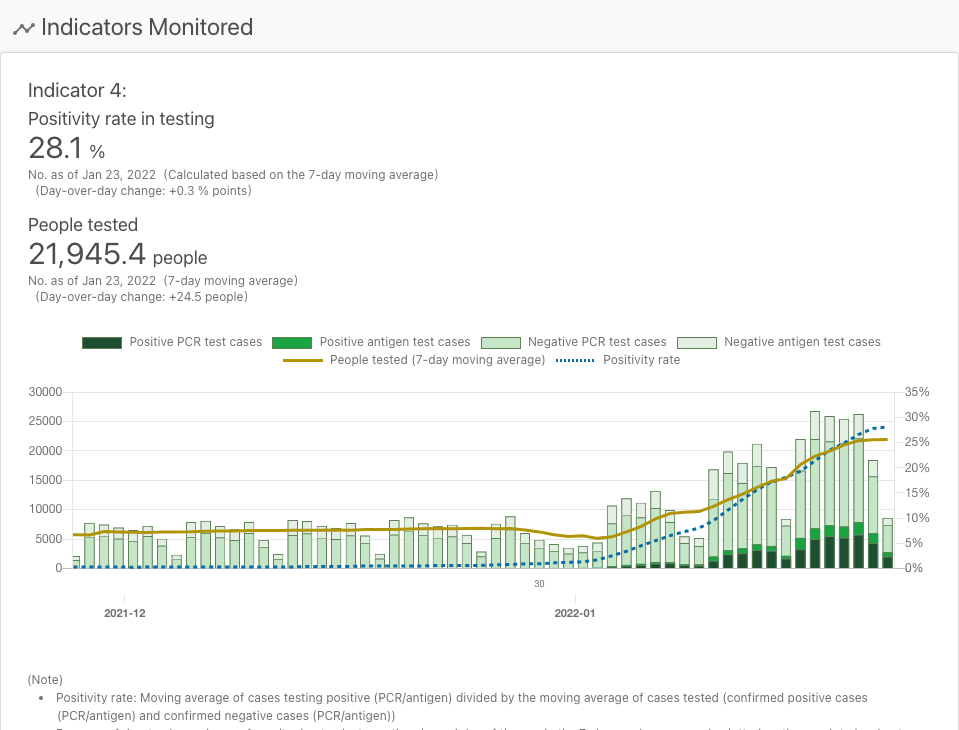 Indicators Monitored
Indicator 4:
Positivity rate in testing
28.1 %
No. as of Jan 23, 2022 (Calculated based on the 7-day moving average)
(Day-over-day change: +0.3 % points)
People tested
21,945.4 people
No. as of Jan 23, 2022 (7-day moving average)
(Day-over-day change: +24.5 people)
Positive PCR test cases Positive antigen test cases Negative PCR test cases Negative antigen test cases
People tested (7-day moving average) Positivity rate
30000 35%
30%
25000
25%
20000
20%
15000
15%
10000
10%
5000
5%
0 0%
30
2021-12 2022-01
(Note)
• Positivity rate: Moving average of cases testing positive (PCR/antigen) divided by the moving average of cases tested (confirmed positive cases
(PCR/antigen) and confirmed negative cases (PCR/antigen))